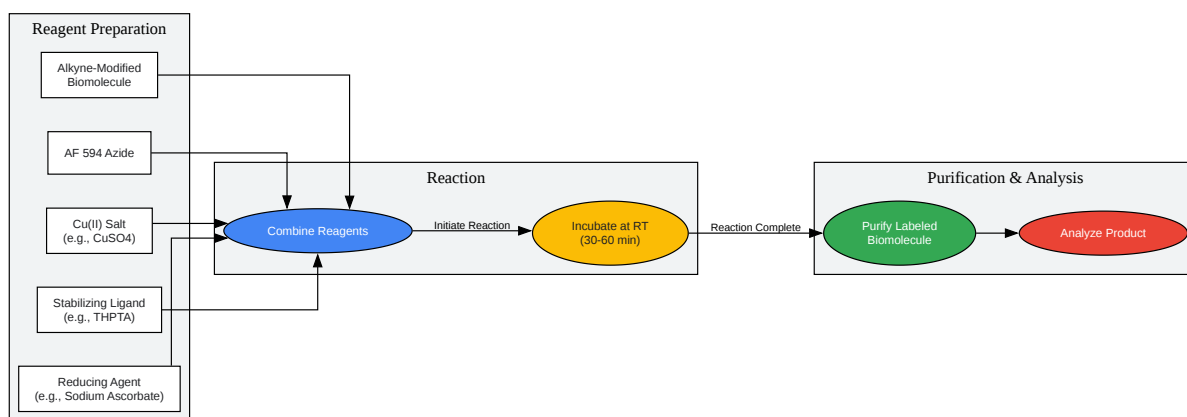 Reagent Preparation
Alkyne-Modified
Biomolecule
AF 594 Azide
Cu(II) Salt
(e.g., CuSO4)
Stabilizing Ligand
(e.g., THPTA)
Reducing Agent
(e.g., Sodium Ascorbate)
Reaction
Combine Reagents
Initiate Reaction
Incubate at RT
(30-60 min)
Reaction Complete
Purification & Analysis
Purify Labeled
Biomolecule
Analyze Product